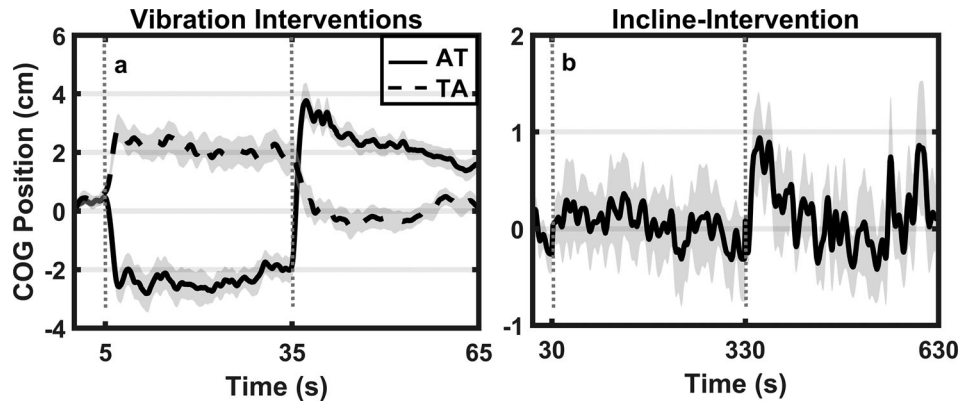 Vibration Interventions
6
4
2
0
-2
-4
COG Position (cm)
a
AT
TA
5
35
65
Time (s)
Incline-Intervention
2
1
0
-1
b
30
330
630
Time (s)